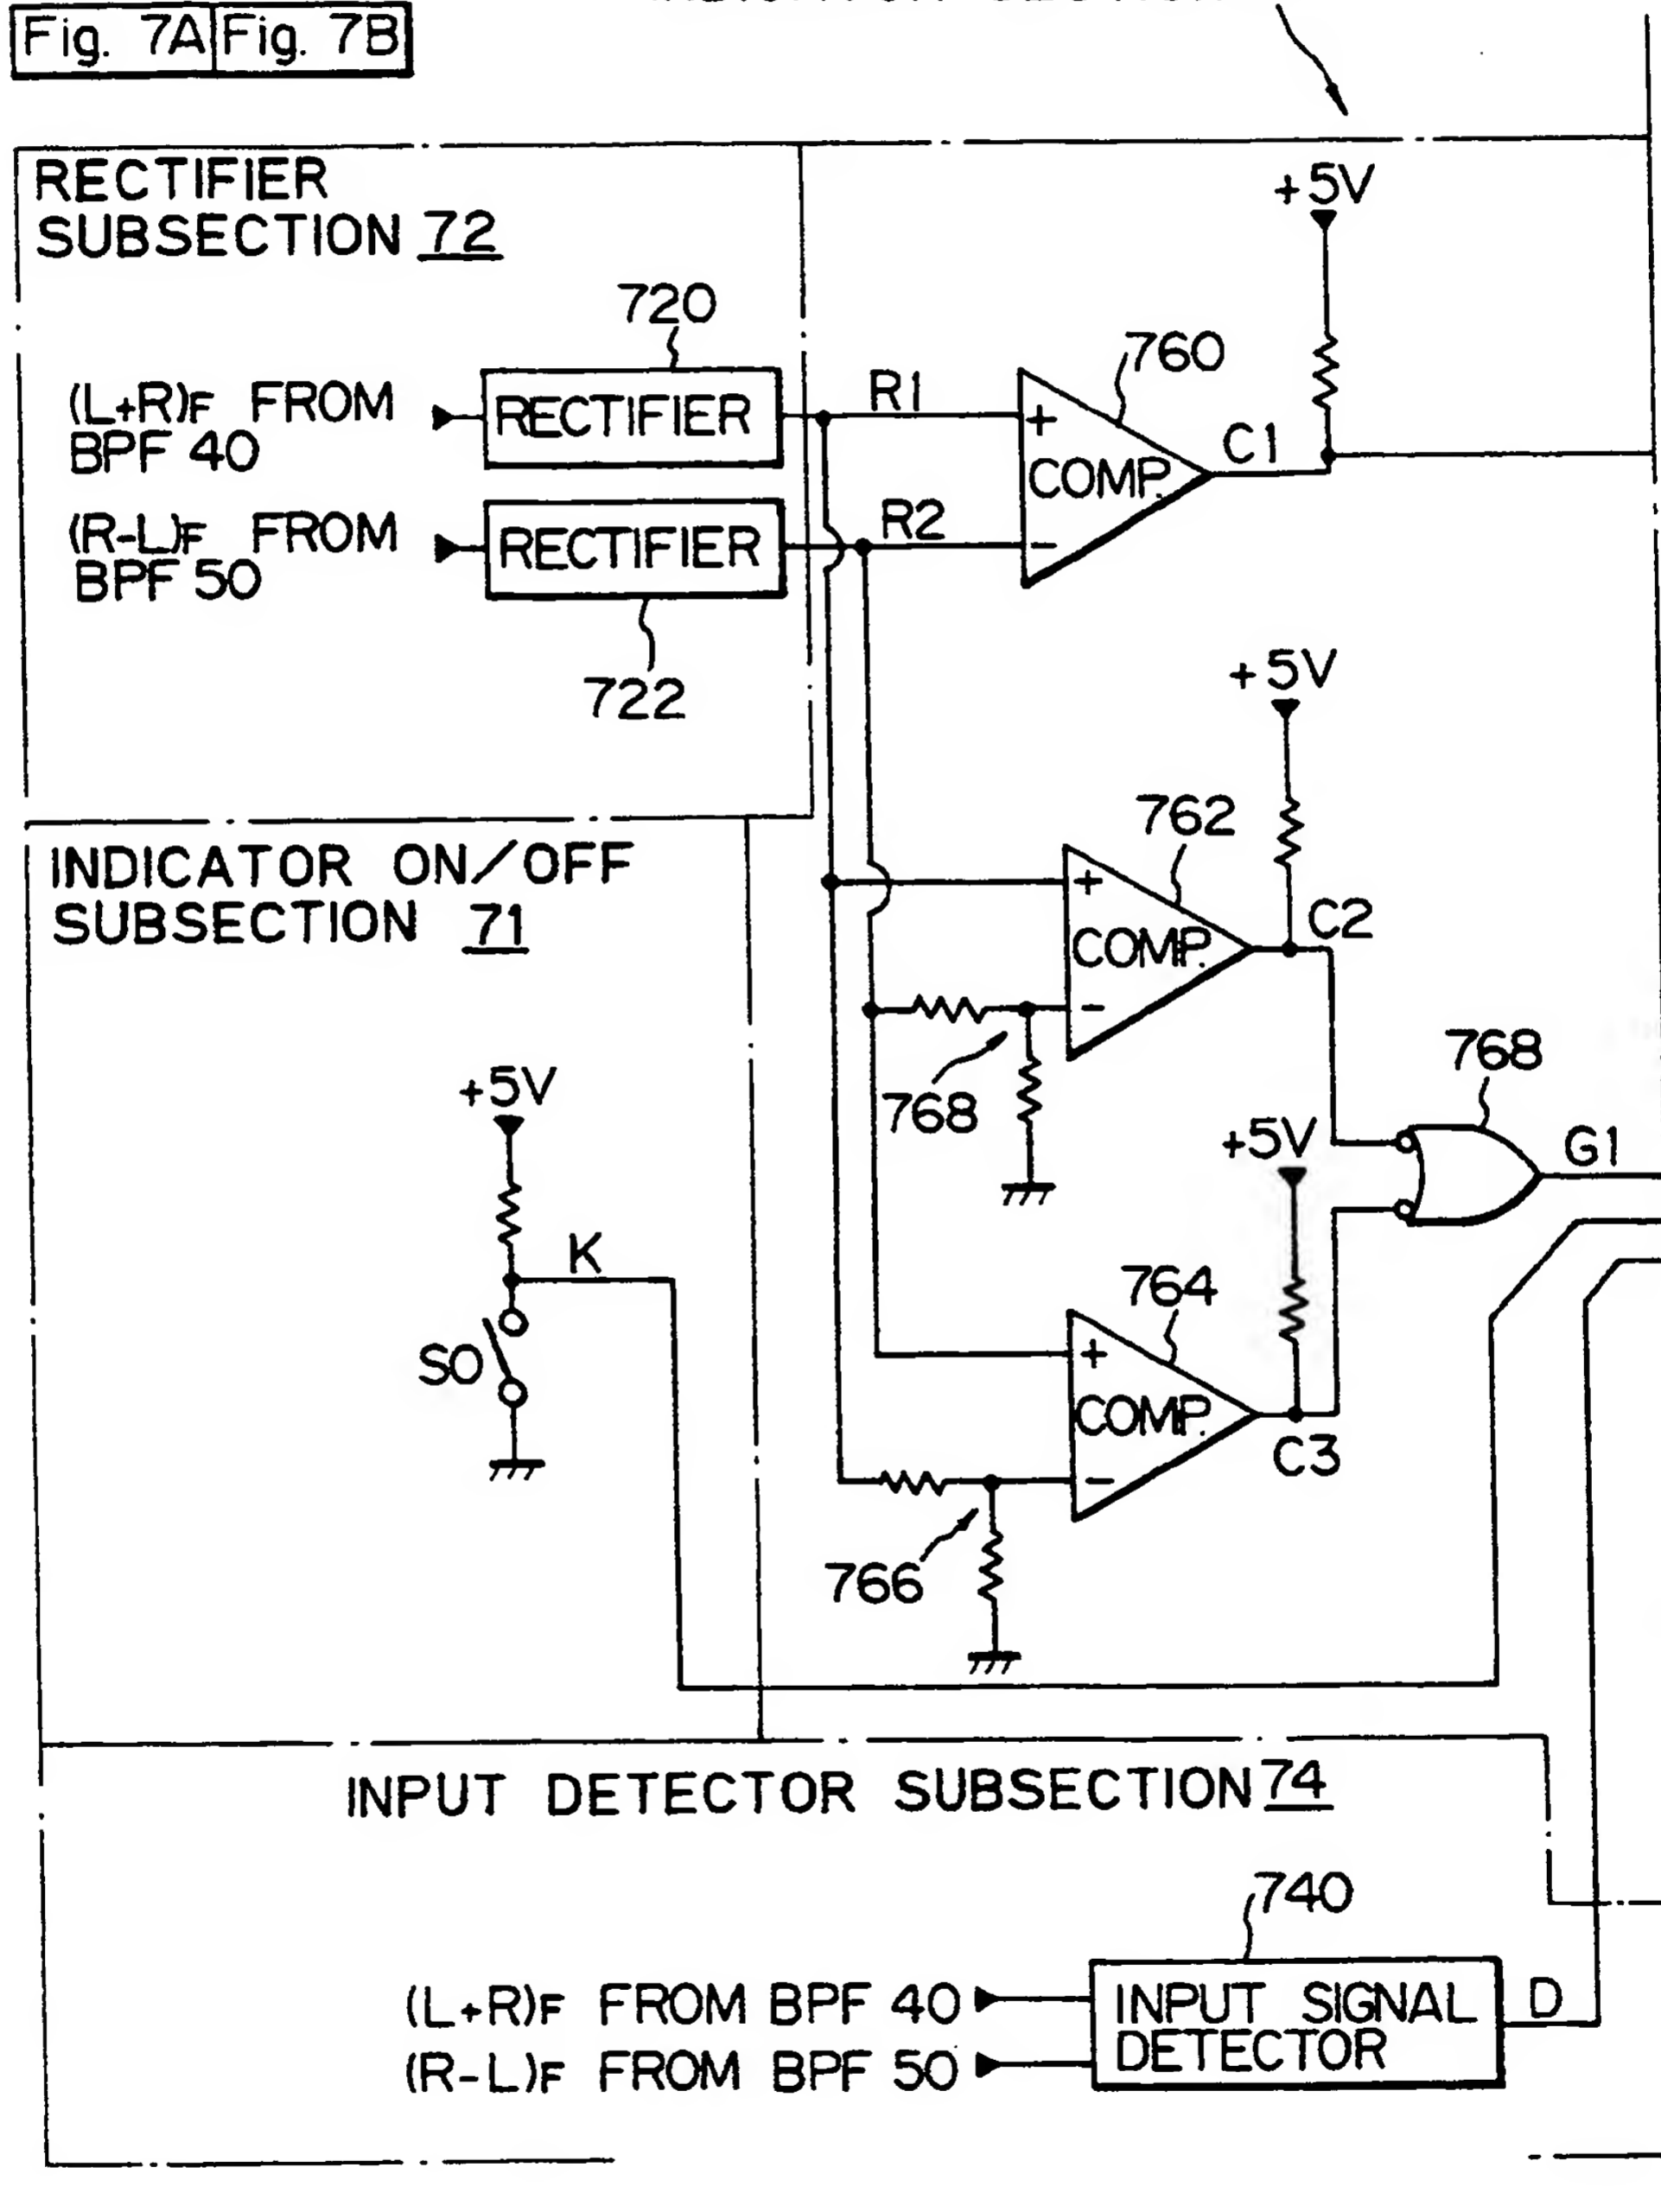 Fig. 7A Fig. 7B
RECTIFIER
SUBSECTION 72
+5V
720
760
(L+R)F FROM
BPF 40
RECTIFIER
R1
+
COMP.
C1
(R-L)F FROM
BPF 50
RECTIFIER
R2
-
722
+5V
762
INDICATOR ON/OFF
SUBSECTION 71
+
COMP.
C2
-
768
768
+5V
+5V
G1
K
764
SO
+
COMP.
C3
-
766
INPUT DETECTOR SUBSECTION 74
740
(L+R)F FROM BPF 40
(R-L)F FROM BPF 50
INPUT SIGNAL
DETECTOR
D